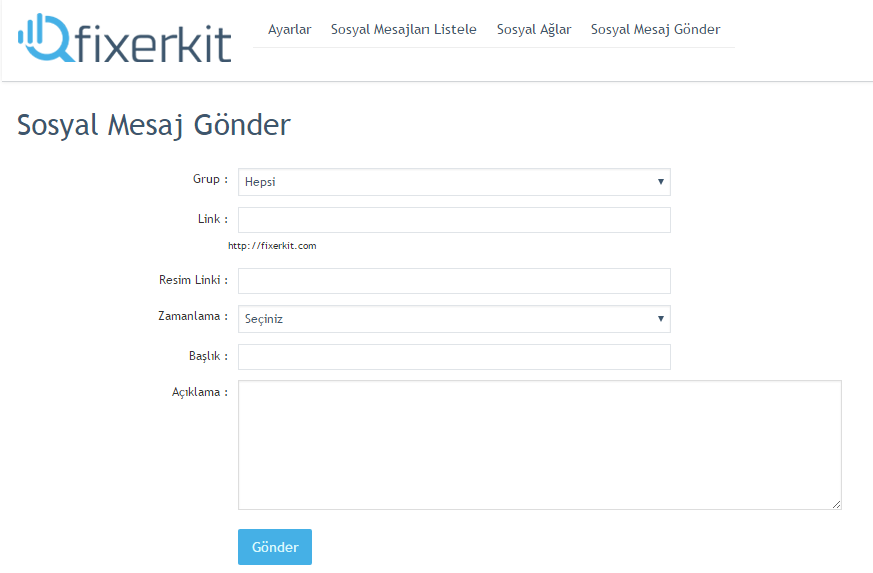 fixerkit
Ayarlar Sosyal Mesajları Listele Sosyal Ağlar Sosyal Mesaj Gönder
Sosyal Mesaj Gönder
Grup : Hepsi
Link :
http://fixerkit.com
Resim Linki :
Zamanlama : Seçiniz
Başlık :
Açıklama :
Gönder